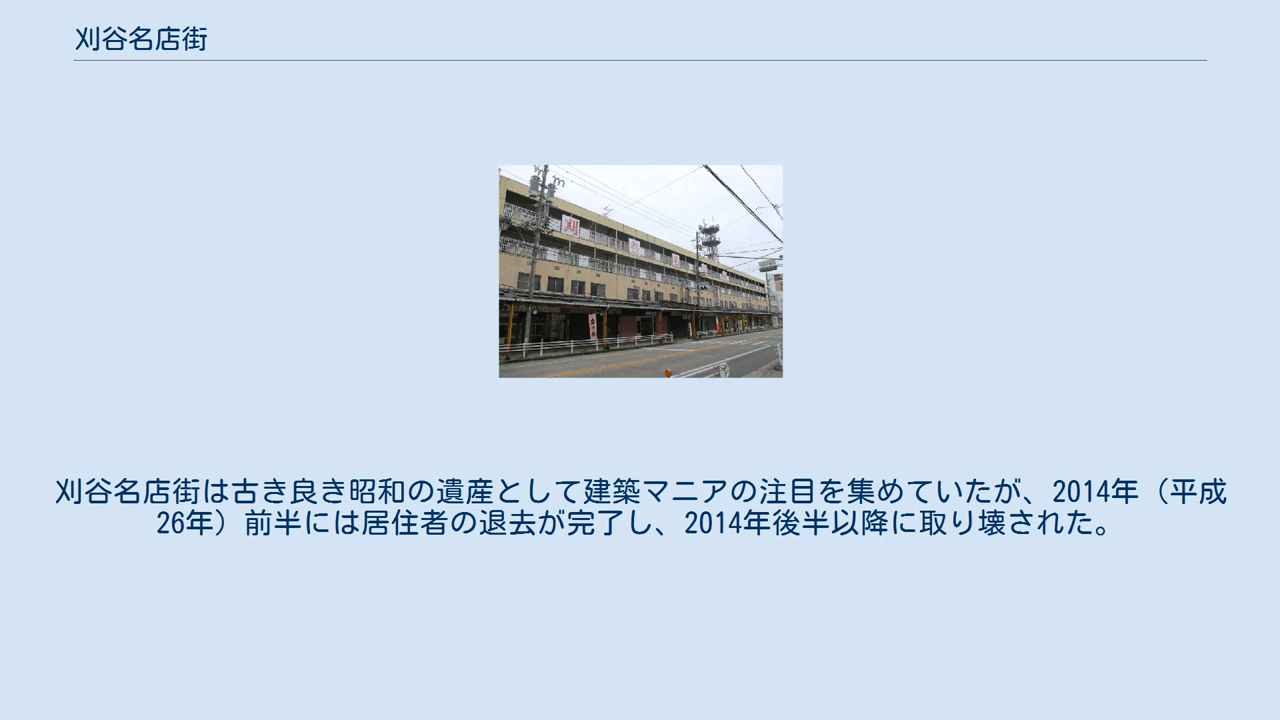 刈谷名店街
刈
刈谷名店街は古き良き昭和の遺産として建築マニアの注目を集めていたが、2014年（平成
26年）前半には居住者の退去が完了し、2014年後半以降に取り壊された。